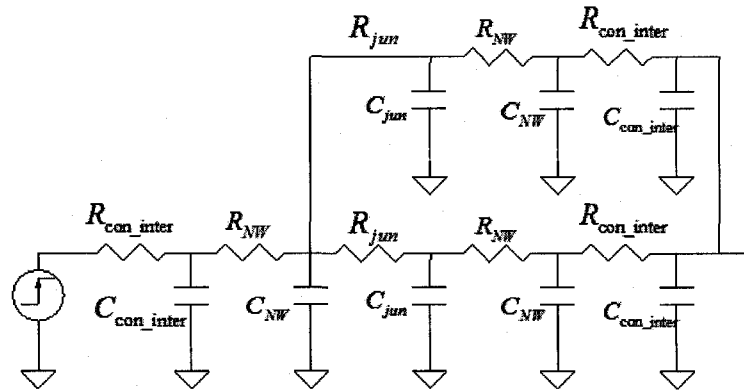 R_jun R_NW R_con_inter
C_jun C_NW C_con_inter
R_con_inter R_NW R_jun R_NW R_con_inter
C_con_inter C_NW C_jun C_NW C_con_inter